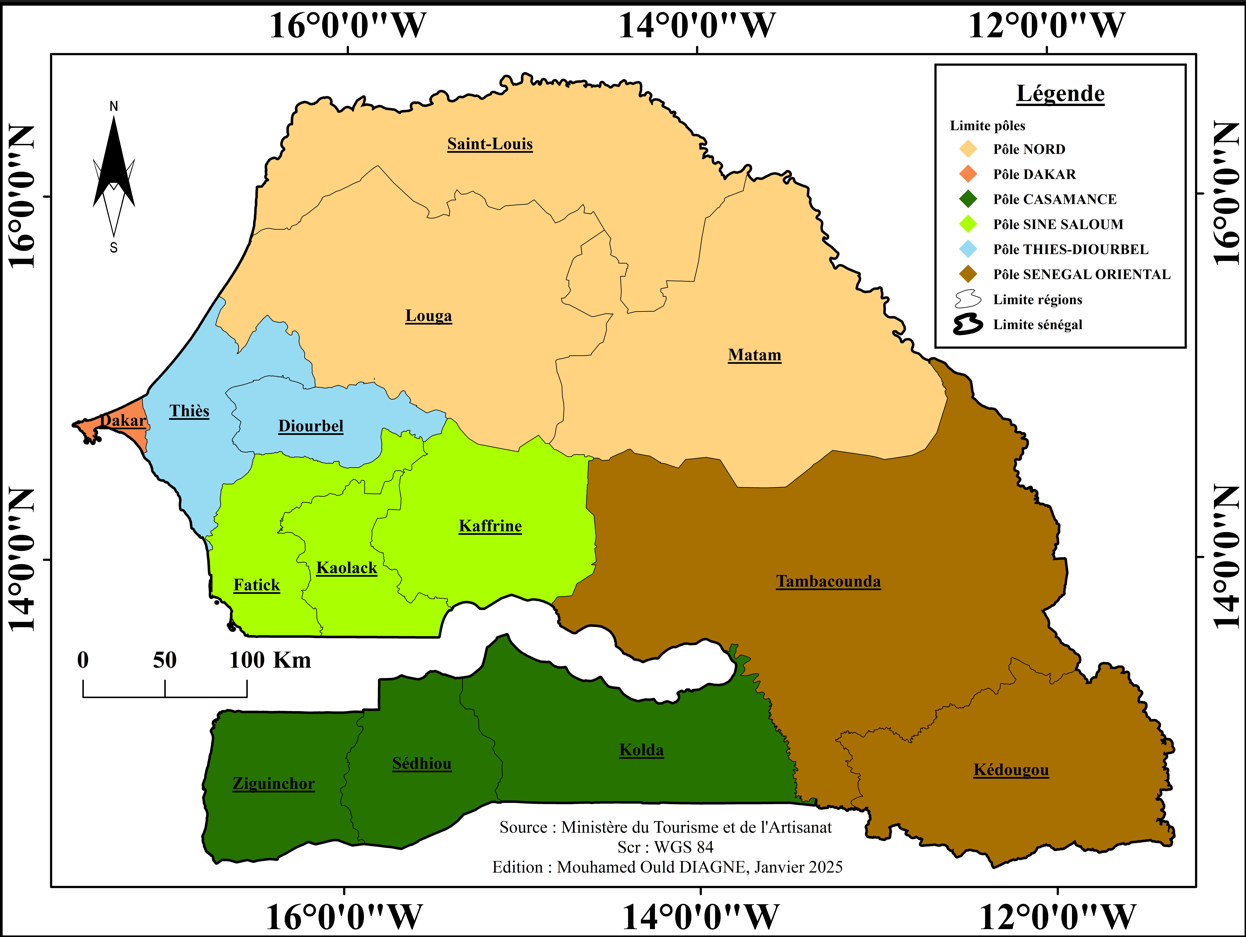 16°0'0"W 14°0'0"W 12°0'0"W
16°0'0"N
14°0'0"N
16°0'0"N
14°0'0"N
N
S
Légende
Limite pôles
Pôle NORD
Pôle DAKAR
Pôle CASAMANCE
Pôle SINE SALOUM
Pôle THIES-DIOURBEL
Pôle SENEGAL ORIENTAL
Limite régions
Limite sénégal
Saint-Louis
Louga
Matam
Dakar
Thiès
Diourbel
Kaffrine
Kaolack
Fatick
Tambacounda
0 50 100 Km
Kolda
Sédhiou
Ziguinchor
Kédougou
Source : Ministère du Tourisme et de l'Artisanat
Scr : WGS 84
Edition : Mouhamed Ould DIAGNE, Janvier 2025
16°0'0"W 14°0'0"W 12°0'0"W